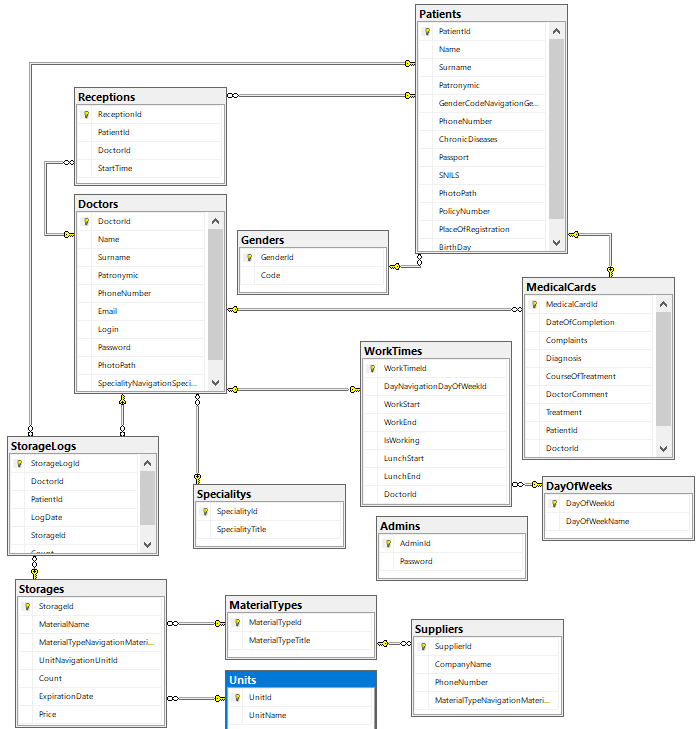 Patients
PatientId
Name
Surname
Patronymic
GenderCodeNavigationGe...
PhoneNumber
ChronicDiseases
Passport
SNILS
PhotoPath
PolicyNumber
PlaceOfRegistration
BirthDay
Receptions
ReceptionId
PatientId
DoctorId
StartTime
Doctors
DoctorId
Name
Surname
Patronymic
PhoneNumber
Email
Login
Password
PhotoPath
SpecialityNavigationSpeci...
Genders
GenderId
Code
MedicalCards
MedicalCardId
DateOfCompletion
Complaints
Diagnosis
CourseOfTreatment
DoctorComment
Treatment
PatientId
DoctorId
WorkTimes
WorkTimeId
DayNavigationDayOfWeekId
WorkStart
WorkEnd
IsWorking
LunchStart
LunchEnd
DoctorId
StorageLogs
StorageLogId
DoctorId
PatientId
LogDate
StorageId
Count
Specialitys
SpecialityId
SpecialityTitle
DayOfWeeks
DayOfWeekId
DayOfWeekName
Admins
AdminId
Password
Storages
StorageId
MaterialName
MaterialTypeNavigationMateri...
UnitNavigationUnitId
Count
ExpirationDate
Price
MaterialTypes
MaterialTypeId
MaterialTypeTitle
Suppliers
SupplierId
CompanyName
PhoneNumber
MaterialTypeNavigationMateri...
Units
UnitId
UnitName